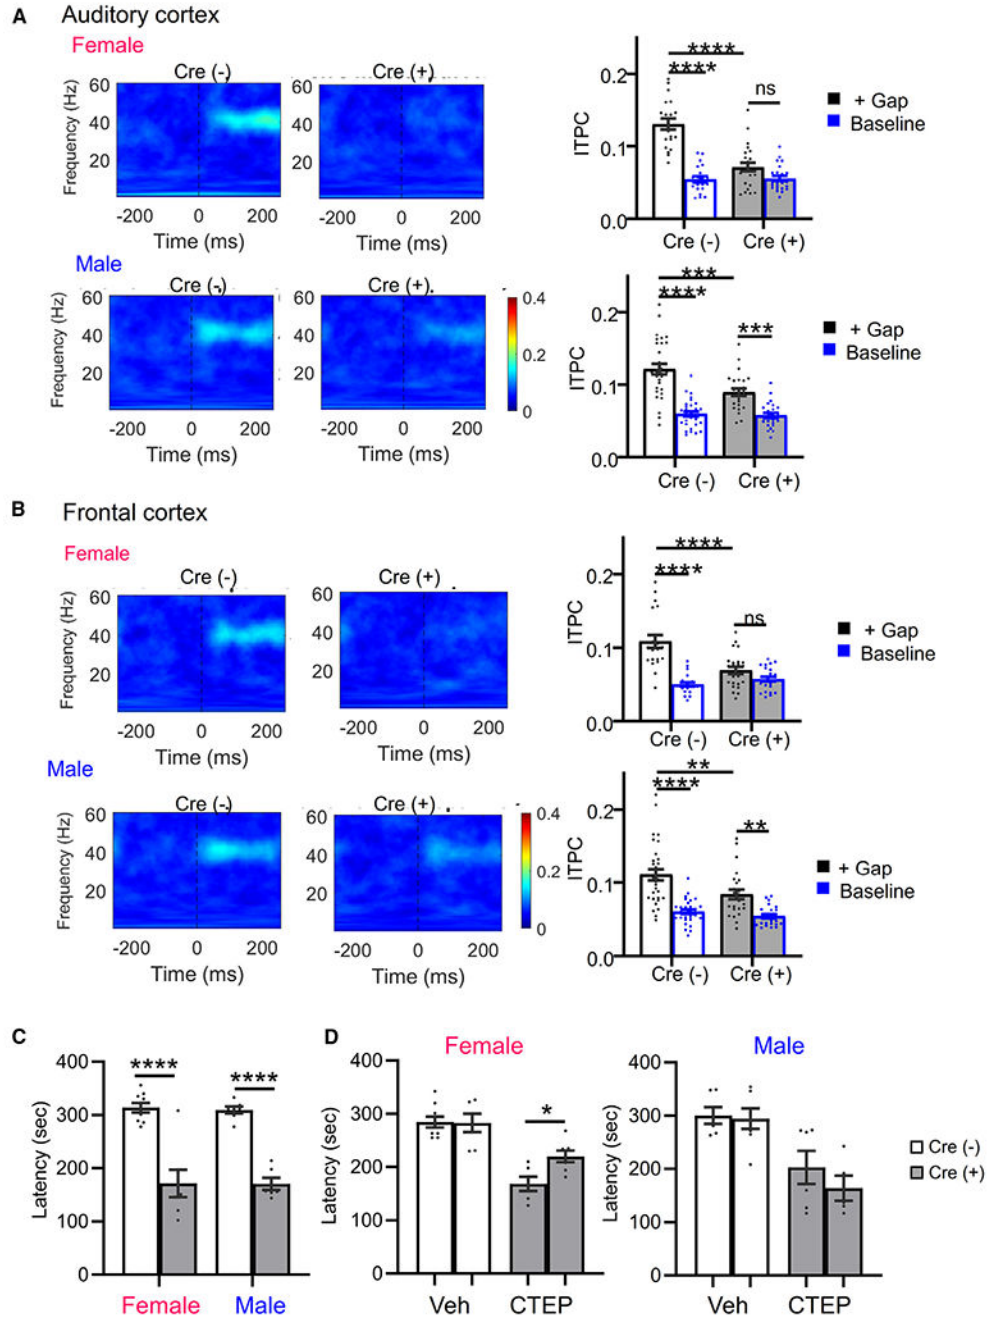 A Auditory cortex
Female
Cre (-) Cre (+)
Frequency (Hz)
60
40
20
-200 0 200
-200 0 200
Time (ms) Time (ms)
ITPC
0.2
0.1
0.0
****
****
ns
Cre (-) Cre (+)
+ Gap
Baseline
Male
Cre (-) Cre (+)
Frequency (Hz)
60
40
20
60
40
20
-200 0 200
-200 0 200
Time (ms) Time (ms)
0.4
0.2
0
ITPC
0.2
0.1
0.0
***
****
***
Cre (-) Cre (+)
+ Gap
Baseline
B Frontal cortex
Female
Cre (-) Cre (+)
Frequency (Hz)
60
40
20
60
40
20
-200 0 200
-200 0 200
Time (ms) Time (ms)
ITPC
0.2
0.1
0.0
****
****
ns
Cre (-) Cre (+)
+ Gap
Baseline
Male
Cre (-) Cre (+)
Frequency (Hz)
60
40
20
60
40
20
-200 0 200
-200 0 200
Time (ms) Time (ms)
0.4
0.2
0
ITPC
0.2
0.1
0.0
**
****
**
Cre (-) Cre (+)
+ Gap
Baseline
C
Latency (sec)
400
300
200
100
0
****
****
Female Male
D
Female
Latency (sec)
400
300
200
100
0
*
Veh CTEP
Male
Latency (sec)
400
300
200
100
0
Veh CTEP
Cre (-)
Cre (+)